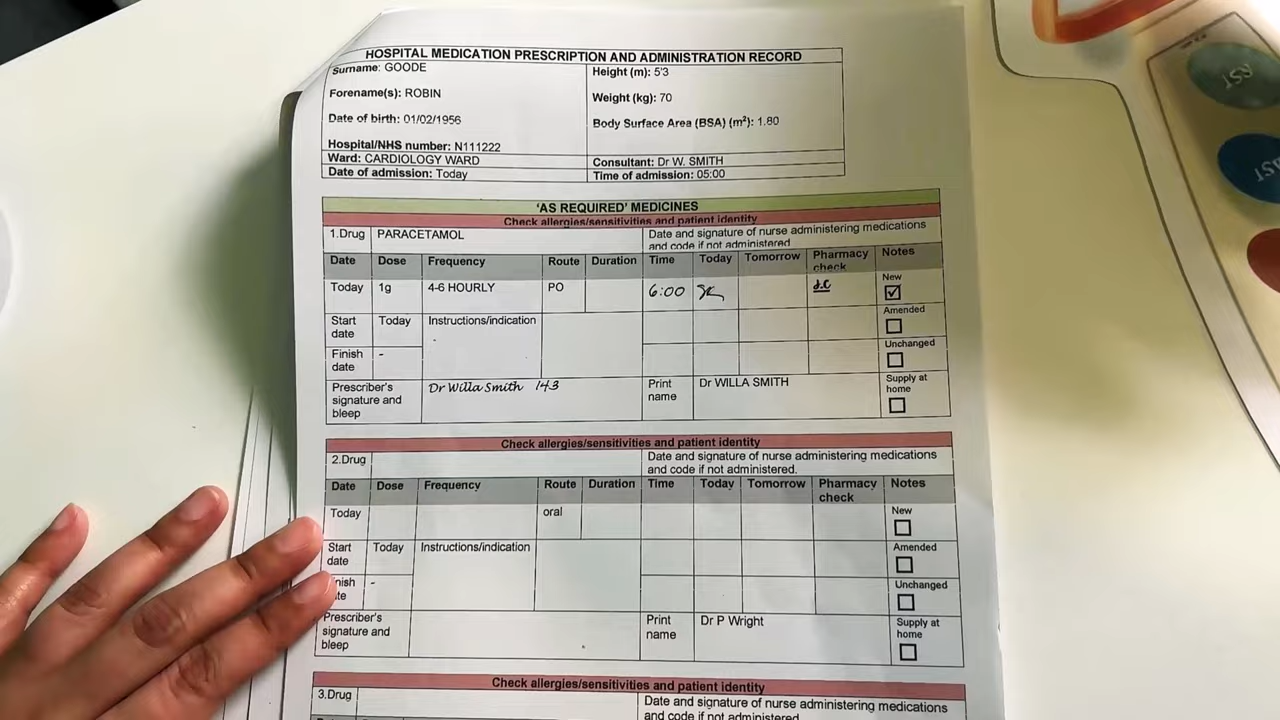 HOSPITAL MEDICATION PRESCRIPTION AND ADMINISTRATION RECORD
Surname: GOODE
Height (m): 5'3
Forename(s): ROBIN
Weight (kg): 70
Date of birth: 01/02/1956
Body Surface Area (BSA) (m²): 1.80
Hospital/NHS number: N111222
Ward: CARDIOLOGY WARD
Consultant: Dr W. SMITH
Date of admission: Today
Time of admission: 05:00
'AS REQUIRED' MEDICINES
Check allergies/sensitivities and patient identity
1.Drug PARACETAMOL
Date and signature of nurse administering medications
and code if not administered
Date Dose Frequency Route Duration Time Today Tomorrow Pharmacy check Notes
Today 1g 4-6 HOURLY PO 6:00 New
Amended
Start date Today Instructions/indication
-
Unchanged
Finish date -
Prescriber's signature and bleep Dr Willa Smith 143 Print name Dr WILLA SMITH Supply at home
Check allergies/sensitivities and patient identity
2.Drug
Date and signature of nurse administering medications
and code if not administered.
Date Dose Frequency Route Duration Time Today Tomorrow Pharmacy check Notes
Today oral New
Start date Today Instructions/indication Amended
nish te - Unchanged
Prescriber's signature and bleep Print name Dr P Wright Supply at home
Check allergies/sensitivities and patient identity
3.Drug
Date and signature of nurse administering medications
and code if not administered
RST